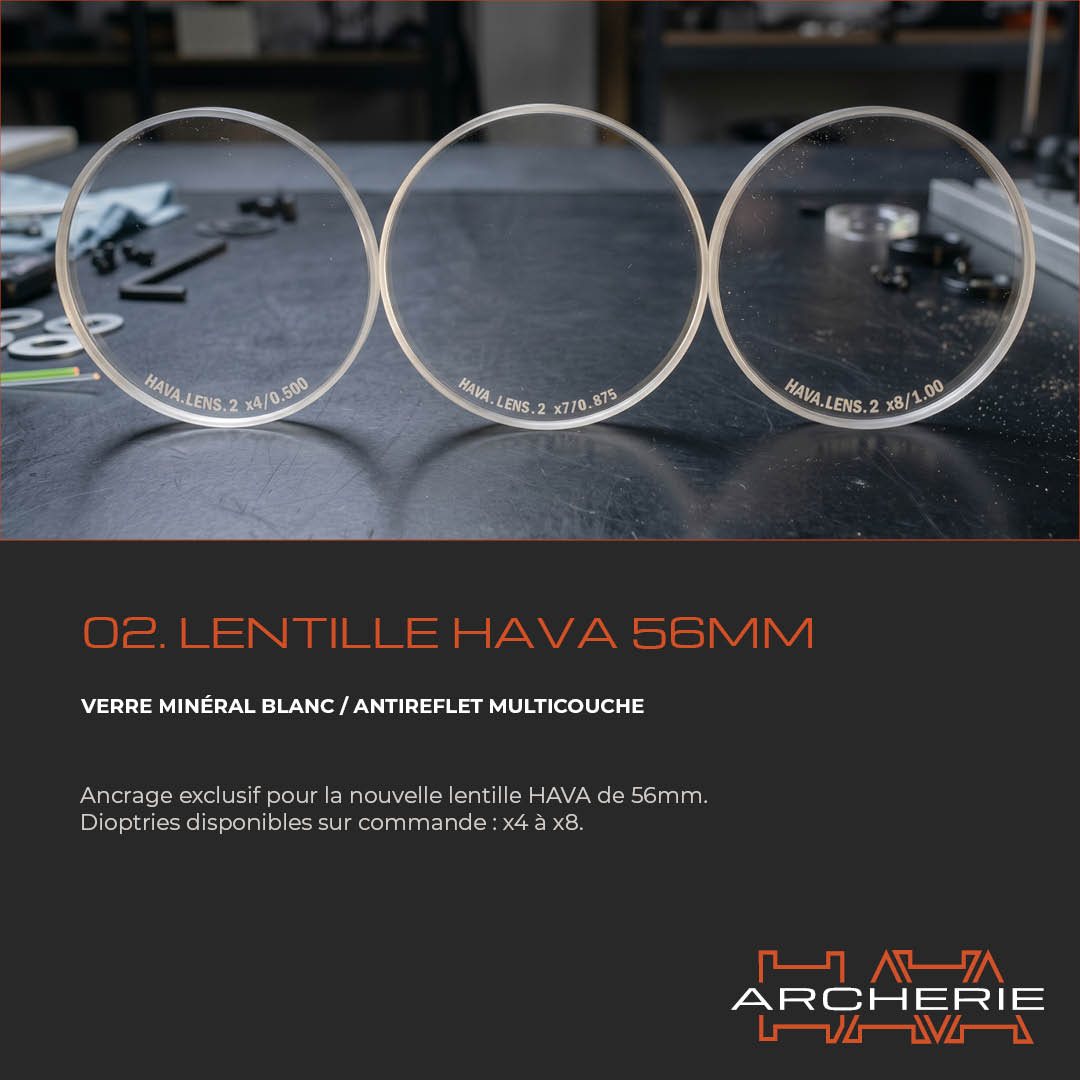 HAVA.LENS.2 x4/0.500
HAVA.LENS.2 x7/0.875
HAVA.LENS.2 x8/1.00
02. LENTILLE HAVA 56MM
VERRE MINÉRAL BLANC / ANTIREFLET MULTICOUCHE
Ancrage exclusif pour la nouvelle lentille HAVA de 56mm.
Dioptries disponibles sur commande : x4 à x8.
HAVA
ARCHERIE